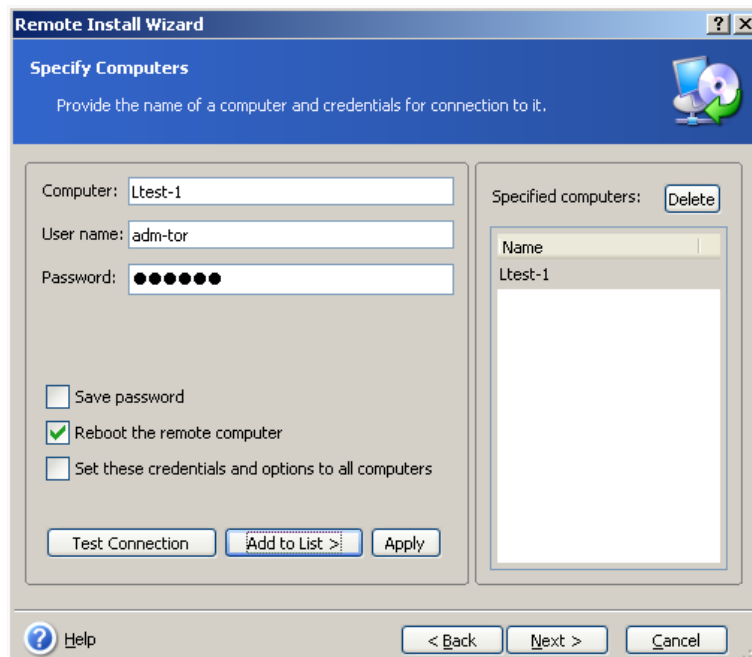 Remote Install Wizard
Specify Computers
Provide the name of a computer and credentials for connection to it.
Computer: Ltest-1
User name: adm-tor
Password: ●●●●●●
Save password
Reboot the remote computer
Set these credentials and options to all computers
Test Connection Add to List > Apply
Specified computers: Delete
Name
Ltest-1
Help < Back Next > Cancel